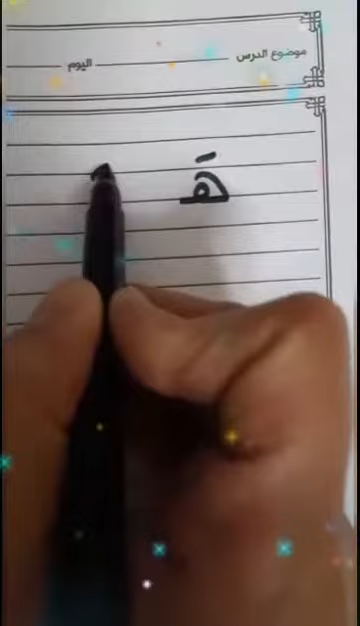 موضوع الدرس
اليوم
هَـ